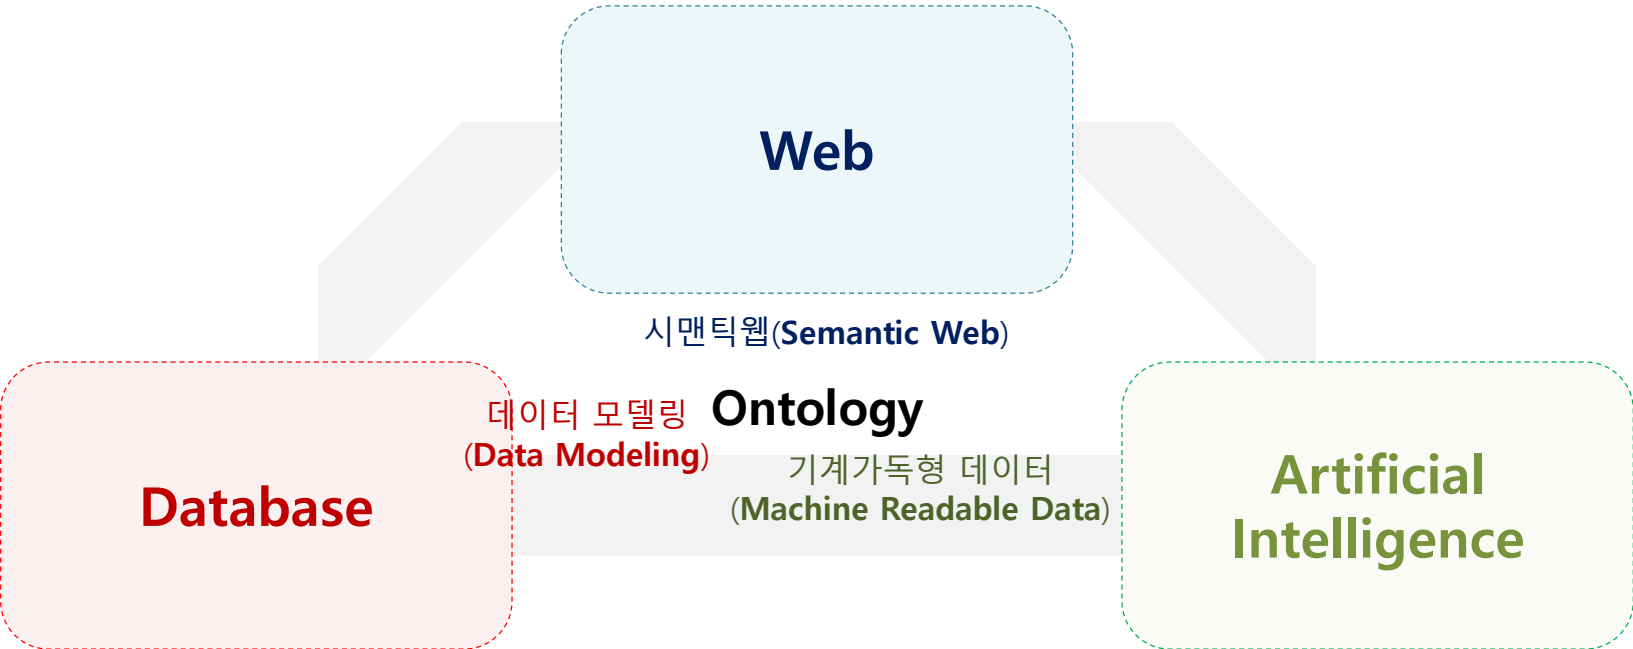 Web
시맨틱웹(Semantic Web)
데이터 모델링
(Data Modeling)
Ontology
기계가독형 데이터
(Machine Readable Data)
Database
Artificial
Intelligence